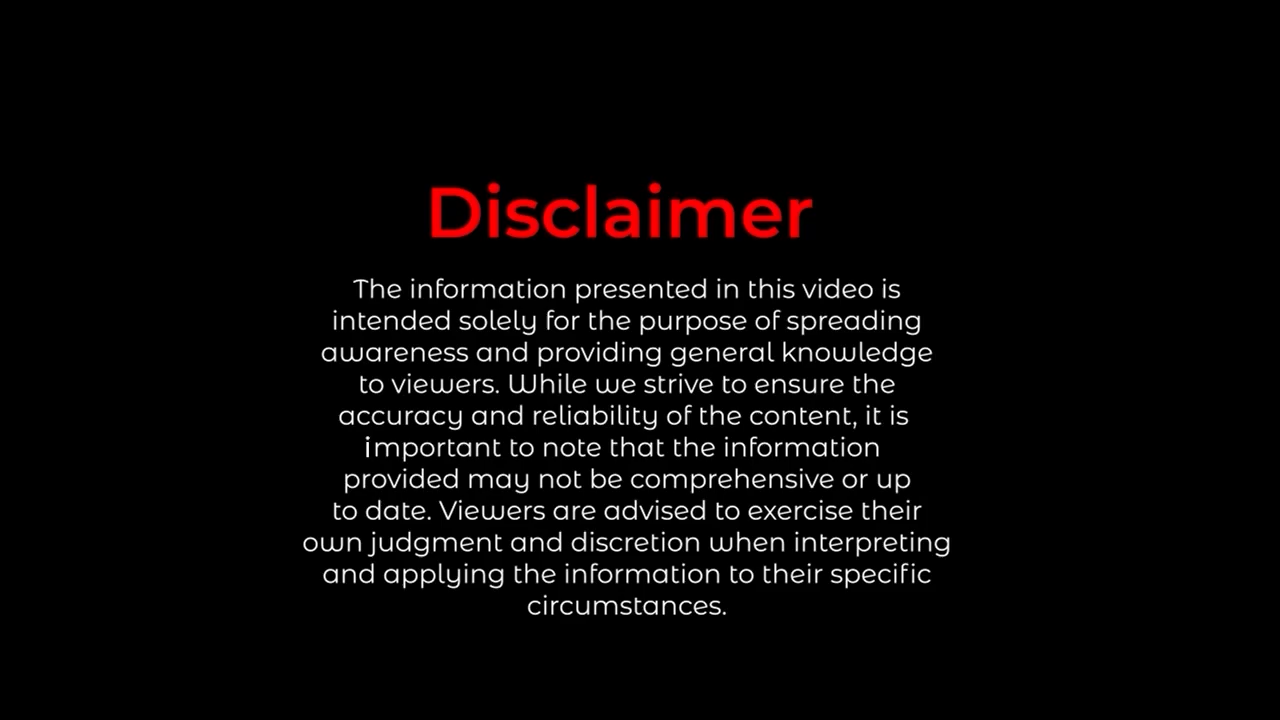 Disclaimer
The information presented in this video is
intended solely for the purpose of spreading
awareness and providing general knowledge
to viewers. While we strive to ensure the
accuracy and reliability of the content, it is
important to note that the information
provided may not be comprehensive or up
to date. Viewers are advised to exercise their
own judgment and discretion when interpreting
and applying the information to their specific
circumstances.